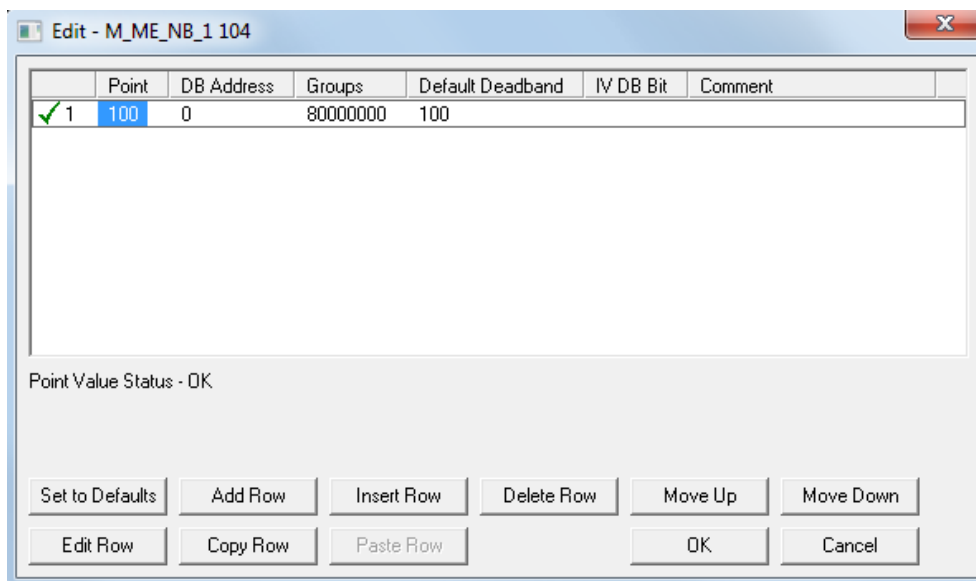 Edit - M_ME_NB_1 104
Point DB Address Groups Default Deadband IV DB Bit Comment
1 100 0 80000000 100
Point Value Status - OK
Set to Defaults Add Row Insert Row Delete Row Move Up Move Down
Edit Row Copy Row Paste Row OK Cancel